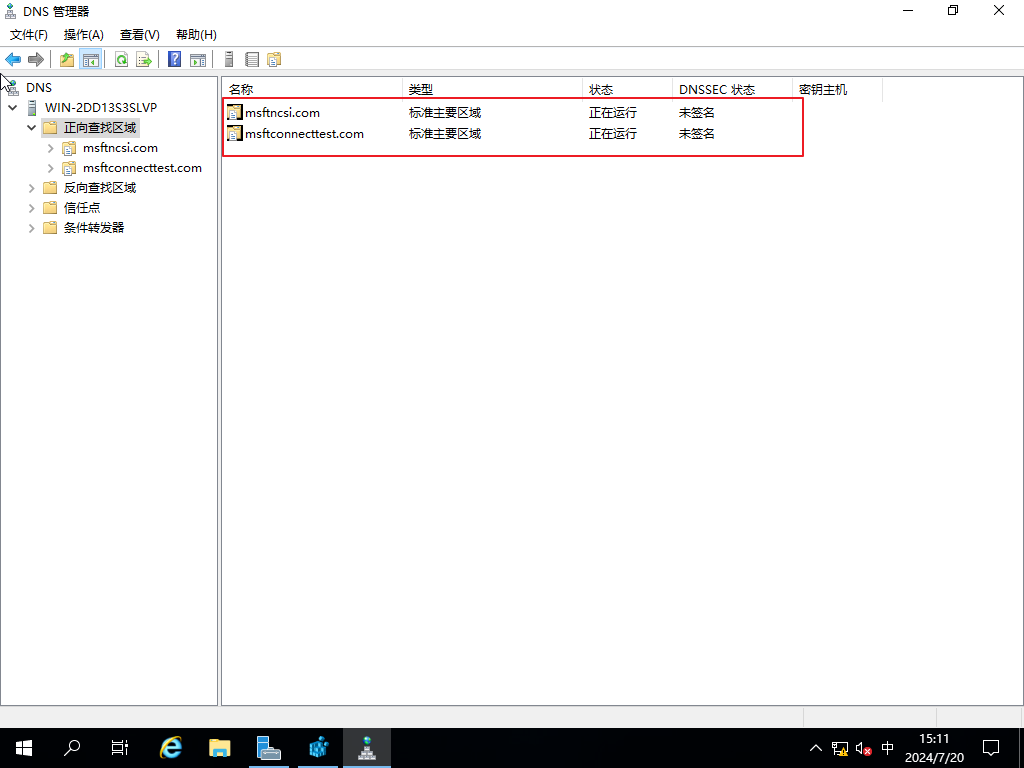 DNS 管理器
文件(F) 操作(A) 查看(V) 帮助(H)
DNS
WIN-2DD13S3SLVP
正向查找区域
msftncsi.com
msftconnecttest.com
反向查找区域
信任点
条件转发器
名称 类型 状态 DNSSEC 状态 密钥主机
msftncsi.com 标准主要区域 正在运行 未签名
msftconnecttest.com 标准主要区域 正在运行 未签名
中
15:11
2024/7/20